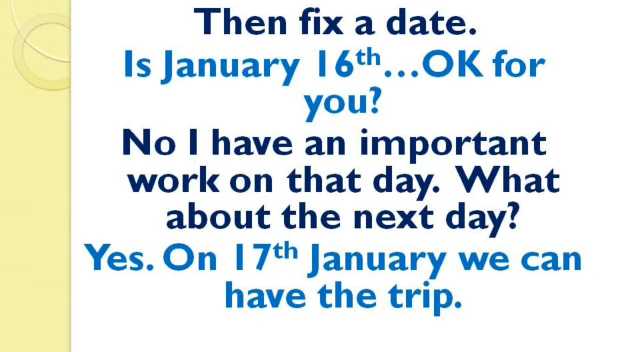 Then fix a date.
Is January 16th...OK for
you?
No I have an important
work on that day. What
about the next day?
Yes. On 17th January we can
have the trip.